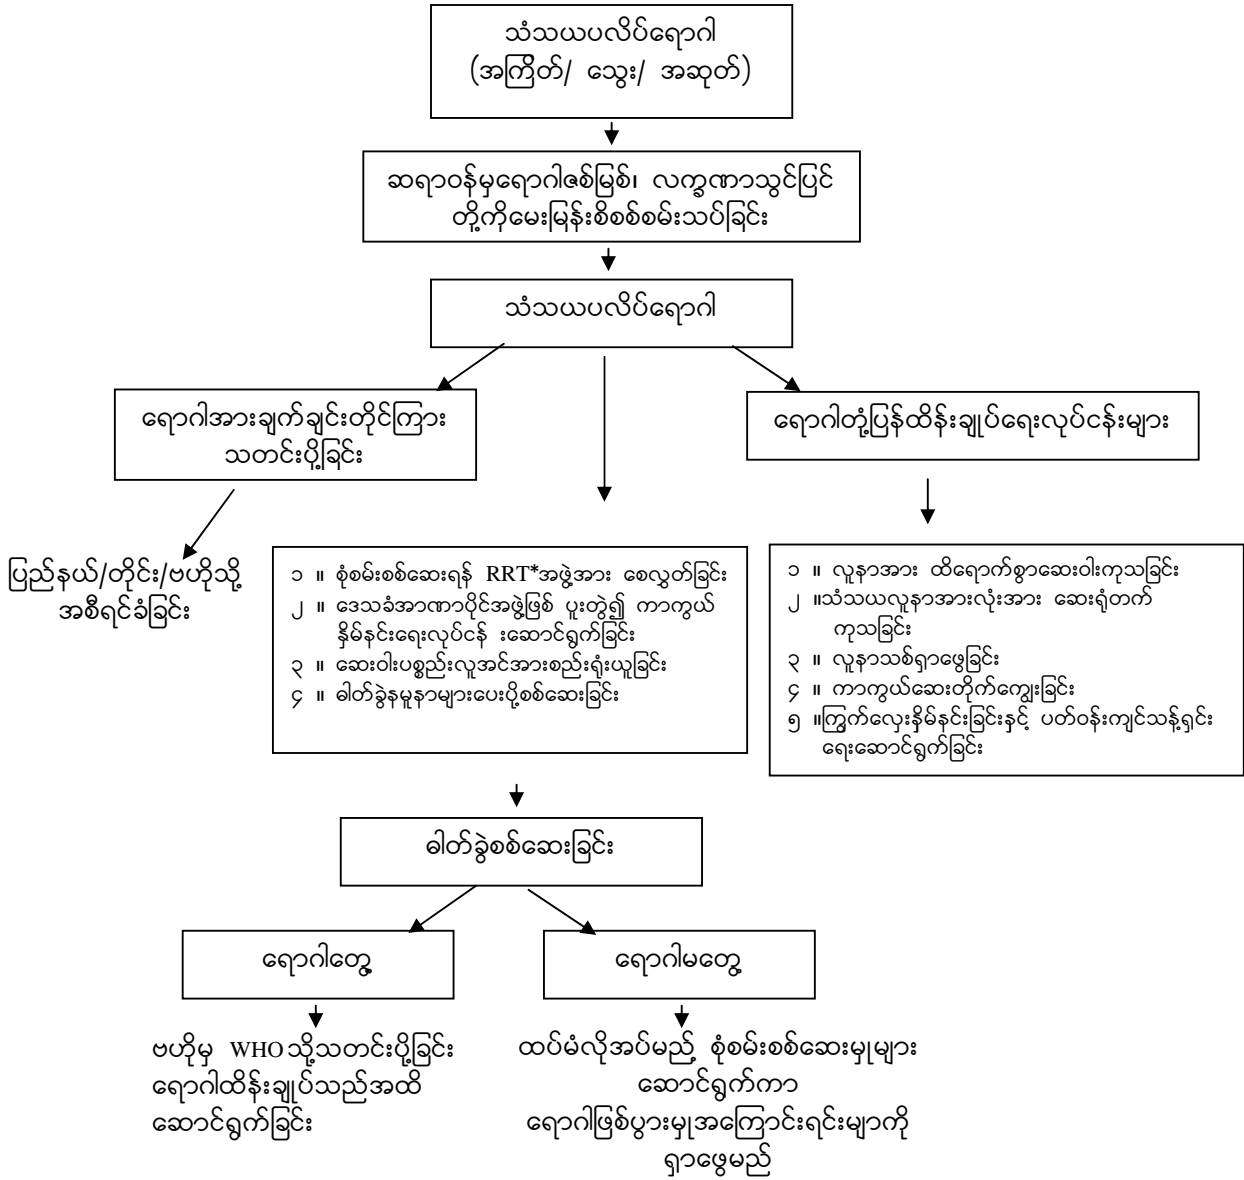 သံသယပလိပ်ရောဂါ
(အကြိတ်/ သွေး/ အဆုတ်)
ဆရာဝန်မှရောဂါဇစ်မြစ်၊ လက္ခဏာသွင်ပြင်
တို့ကိုမေးမြန်းစိစစ်စမ်းသပ်ခြင်း
သံသယပလိပ်ရောဂါ
ရောဂါအားချက်ချင်းတိုင်ကြား
သတင်းပို့ခြင်း
ရောဂါတုံ့ပြန်ထိန်းချုပ်ရေးလုပ်ငန်းများ
ပြည်နယ်/တိုင်း/ဗဟိုသို့
အစီရင်ခံခြင်း
၁ ။ စုံစမ်းစစ်ဆေးရန် RRT*အဖွဲ့အား စေလွှတ်ခြင်း
၂ ။ ဒေသခံအာဏာပိုင်အဖွဲ့ဖြစ် ပူးတွဲ၍ ကာကွယ်
နှိမ်နင်းရေးလုပ်ငန် းဆောင်ရွက်ခြင်း
၃ ။ ဆေးဝါးပစ္စည်းလူအင်အားစည်းရုံးယူခြင်း
၄ ။ ဓါတ်ခွဲနမူနာများပေးပို့စစ်ဆေးခြင်း
၁ ။ လူနာအား ထိရောက်စွာဆေးဝါးကုသခြင်း
၂ ။သံသယလူနာအားလုံးအား ဆေးရုံတက်
ကုသခြင်း
၃ ။ လူနာသစ်ရှာဖွေခြင်း
၄ ။ ကာကွယ်ဆေးတိုက်ကျွေးခြင်း
၅ ။ကြွက်လှေးနှိမ်နင်းခြင်းနှင့် ပတ်ဝန်းကျင်သန့်ရှင်း
ရေးဆောင်ရွက်ခြင်း
ဓါတ်ခွဲစစ်ဆေးခြင်း
ရောဂါတွေ့
ရောဂါမတွေ့
ဗဟိုမှ WHO သို့သတင်းပို့ခြင်း
ရောဂါထိန်းချုပ်သည်အထိ
ဆောင်ရွက်ခြင်း
ထပ်မံလိုအပ်မည့် စုံစမ်းစစ်ဆေးမှုများ
ဆောင်ရွက်ကာ
ရောဂါဖြစ်ပွားမှုအကြောင်းရင်းများကို
ရှာဖွေမည်